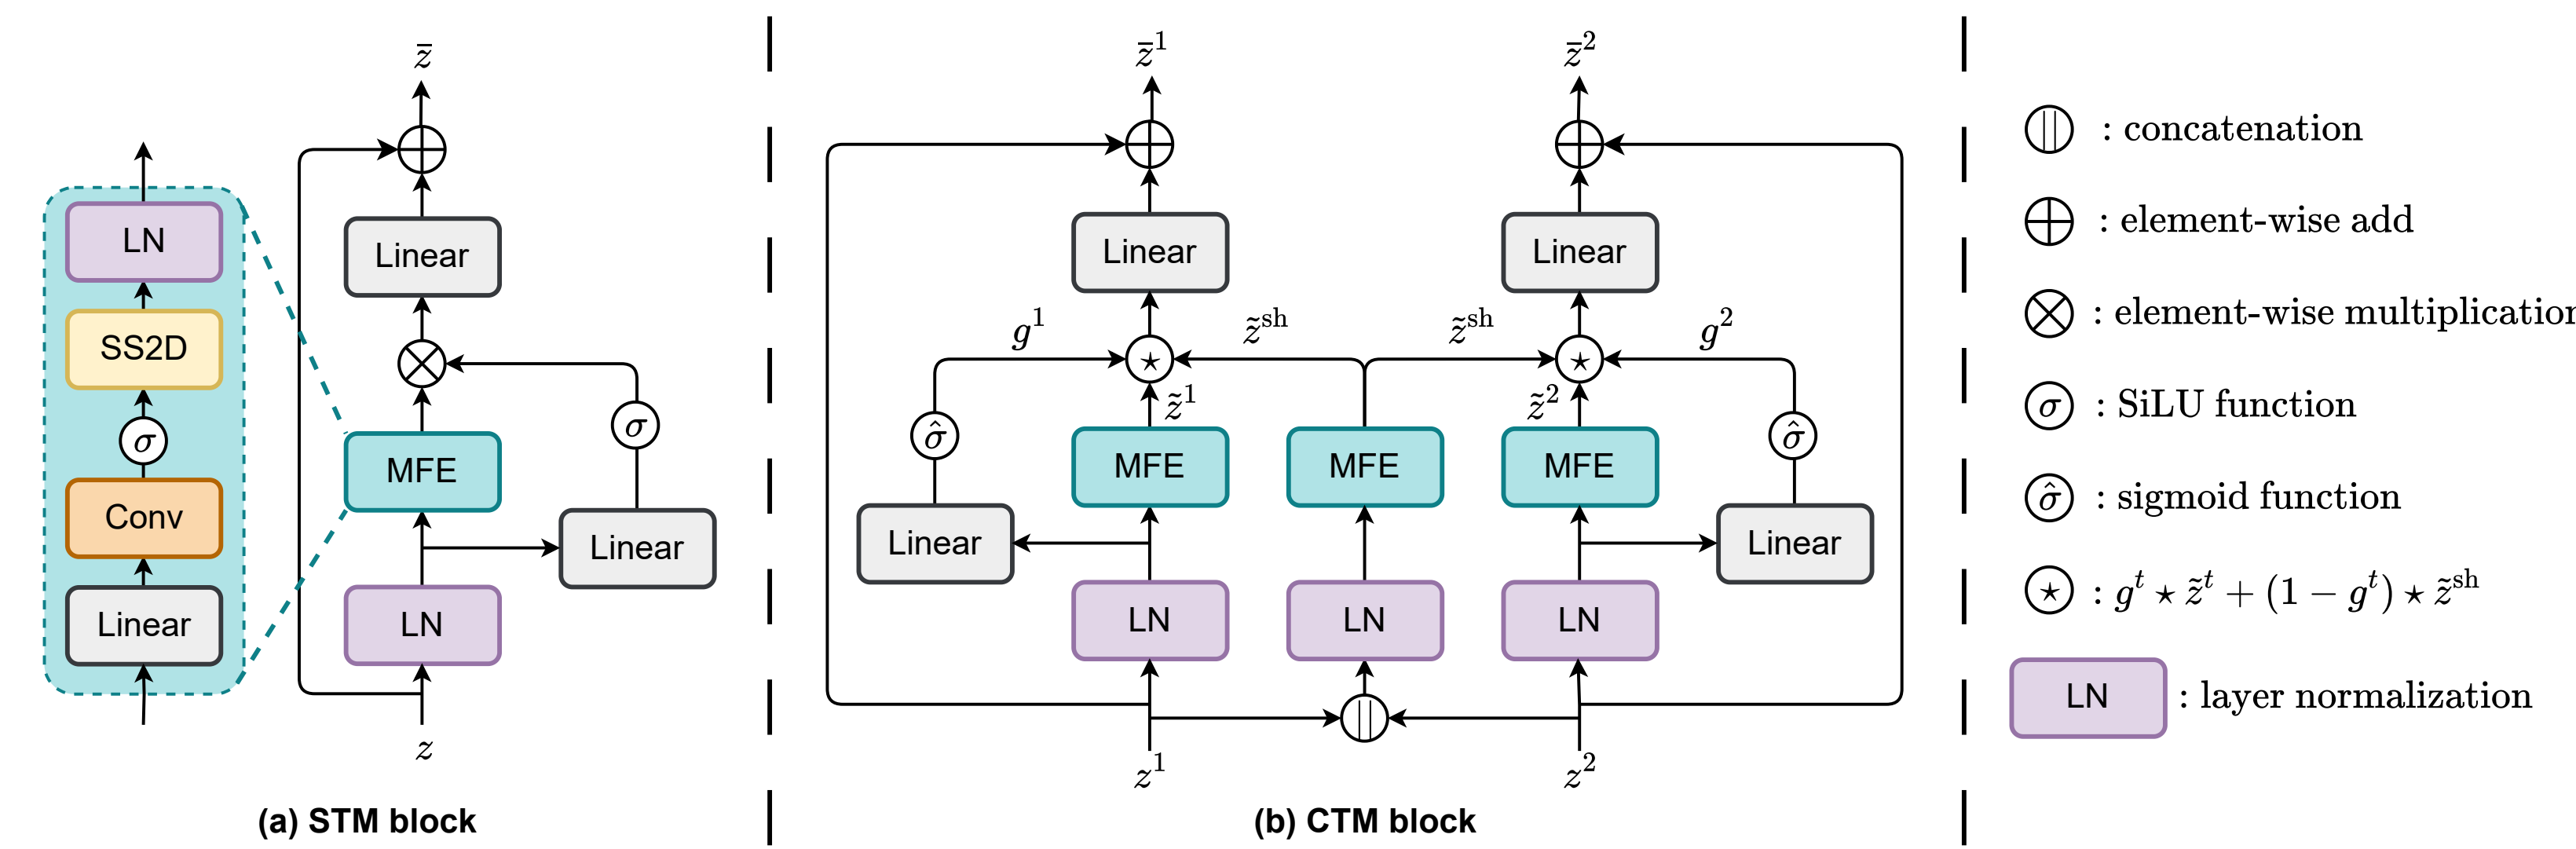 z̄
LN
SS2D
σ
Conv
Linear
Linear
MFE
σ
Linear
LN
z
(a) STM block
z̄¹
z̄²
Linear
Linear
g¹
z̃ˢʰ
z̃ˢʰ
g²
⋆
⋆
z̃¹
z̃²
σ̂
MFE
MFE
MFE
σ̂
Linear
Linear
LN
LN
LN
||
z¹
z²
(b) CTM block
|| : concatenation
⊕ : element-wise add
⊗ : element-wise multiplication
σ : SiLU function
σ̂ : sigmoid function
⋆ : gᵗ ⋆ z̃ᵗ + (1 − gᵗ) ⋆ z̃ˢʰ
LN : layer normalization